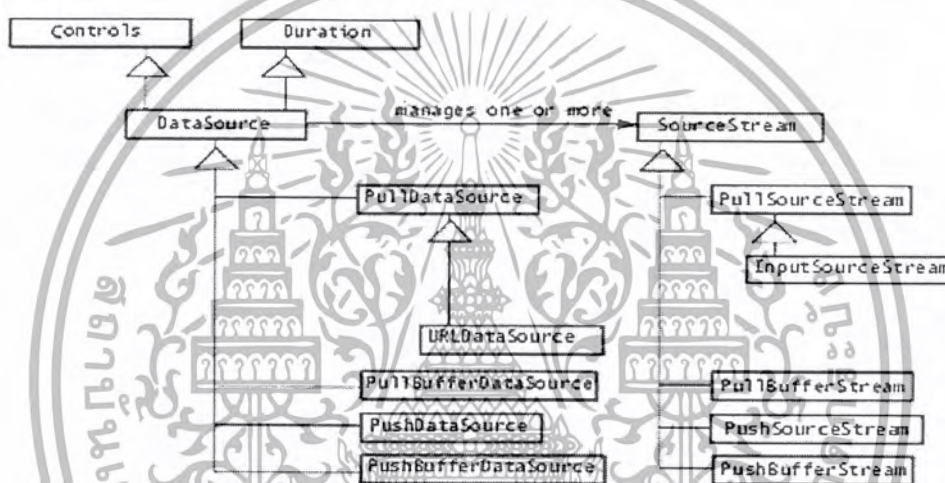 Controls
Duration
DataSource
manages one or more
SourceStream
PullDataSource
PullSourceStream
InputSourceStream
URLDataSource
PullBufferDataSource
PullBufferStream
PushDataSource
PushSourceStream
PushBufferDataSource
PushBufferStream